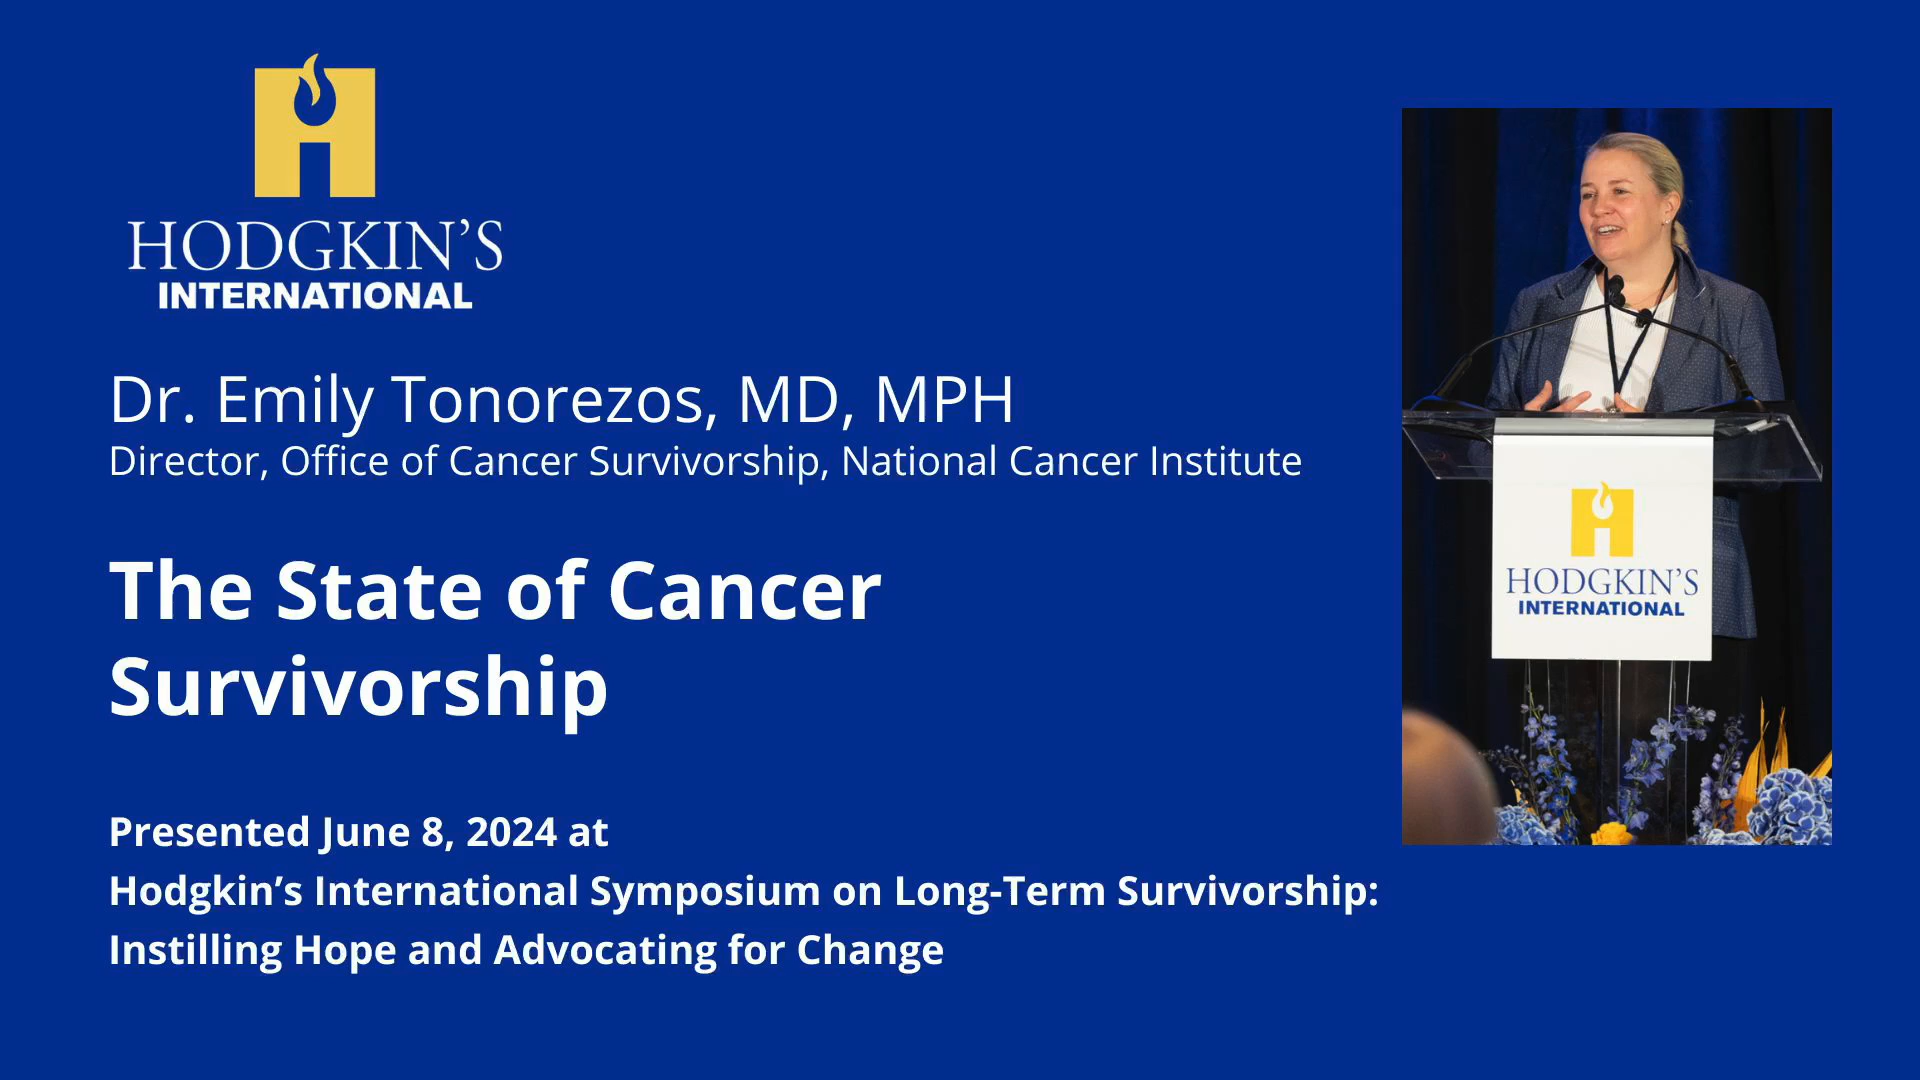 HODGKIN'S
INTERNATIONAL
Dr. Emily Tonorezos, MD, MPH
Director, Office of Cancer Survivorship, National Cancer Institute
The State of Cancer
Survivorship
Presented June 8, 2024 at
Hodgkin’s International Symposium on Long-Term Survivorship:
Instilling Hope and Advocating for Change
HODGKIN'S
INTERNATIONAL